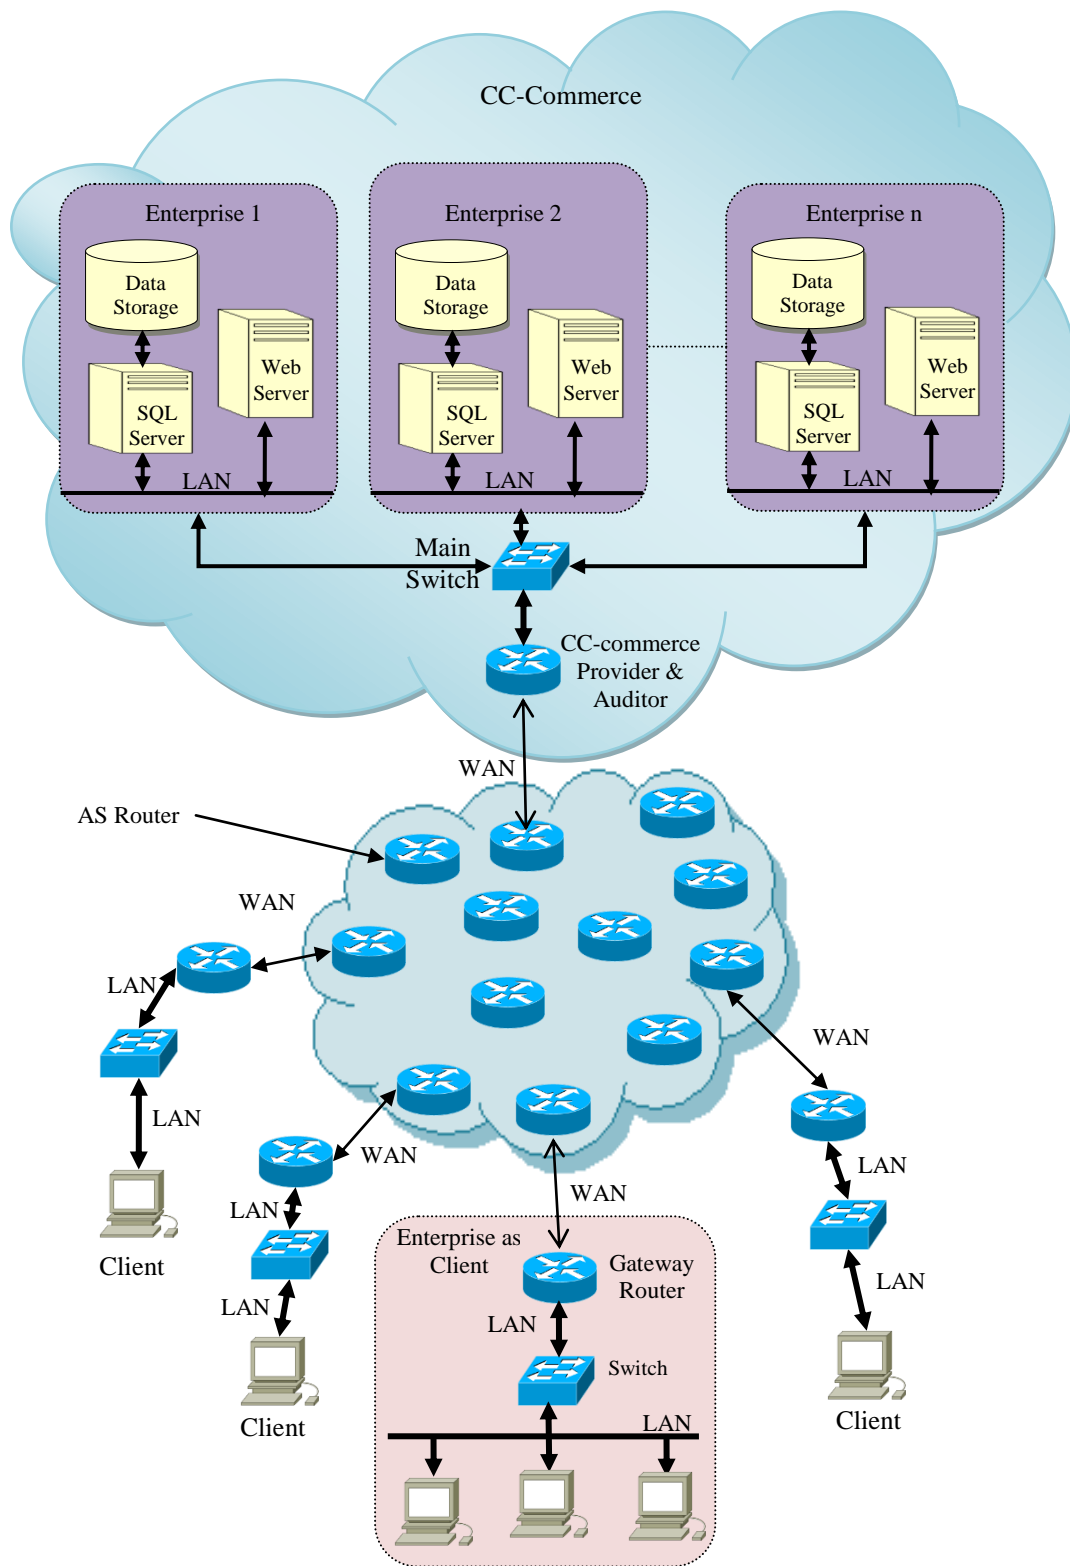 CC-Commerce
Enterprise 1
Enterprise 2
Enterprise n
Data
Storage
Data
Storage
Data
Storage
Web
Server
Web
Server
Web
Server
SQL
Server
SQL
Server
SQL
Server
LAN
LAN
LAN
Main
Switch
CC-commerce
Provider &
Auditor
WAN
AS Router
WAN
LAN
WAN
LAN
WAN
LAN
LAN
WAN
LAN
Client
Enterprise as
Client
Gateway
Router
LAN
LAN
LAN
Switch
Client
Client
LAN